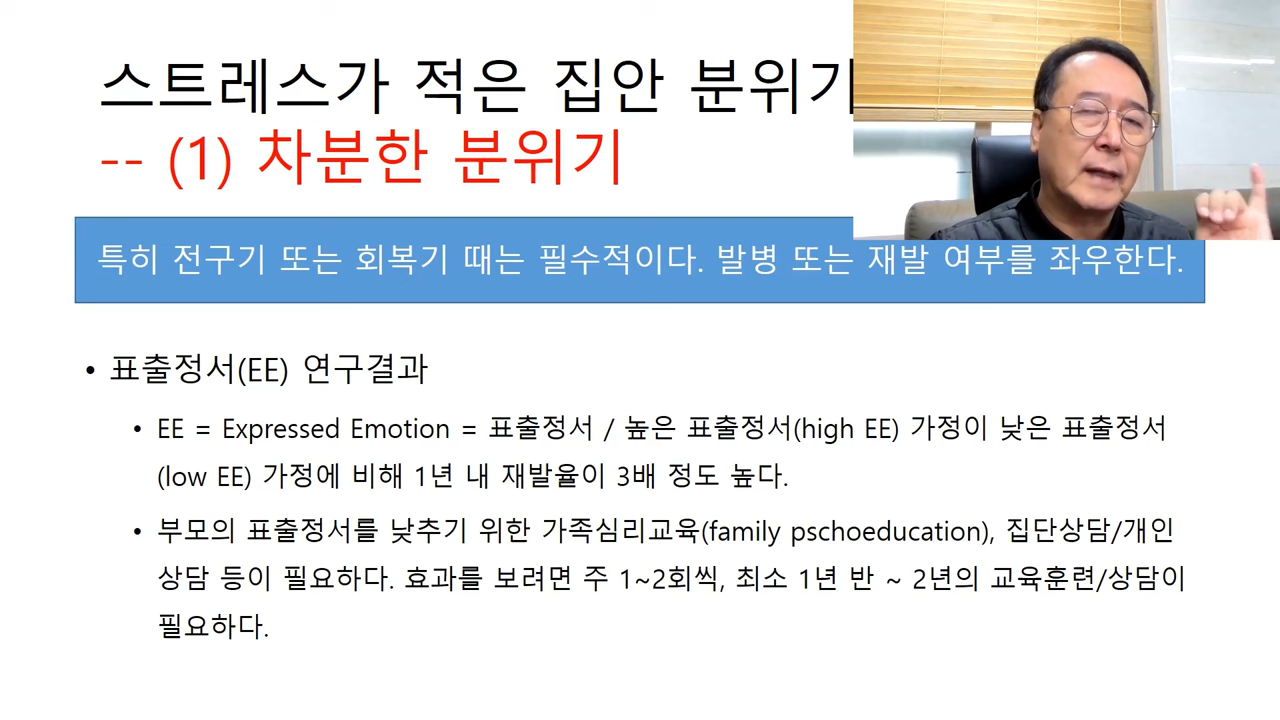 스트레스가 적은 집안 분위기
-- (1) 차분한 분위기
특히 전구기 또는 회복기 때는 필수적이다. 발병 또는 재발 여부를 좌우한다.
• 표출정서(EE) 연구결과
• EE = Expressed Emotion = 표출정서 / 높은 표출정서(high EE) 가정이 낮은 표출정서
(low EE) 가정에 비해 1년 내 재발율이 3배 정도 높다.
• 부모의 표출정서를 낮추기 위한 가족심리교육(family pschoeducation), 집단상담/개인
상담 등이 필요하다. 효과를 보려면 주 1~2회씩, 최소 1년 반 ~ 2년의 교육훈련/상담이
필요하다.